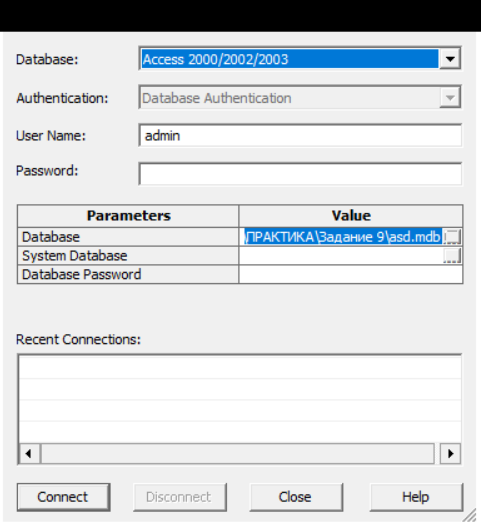 Database: Access 2000/2002/2003
Authentication: Database Authentication
User Name: admin
Password:
Parameters Value
Database \ПРАКТИКА\Задание 9\asd.mdb ...
System Database ...
Database Password
Recent Connections:
Connect Disconnect Close Help